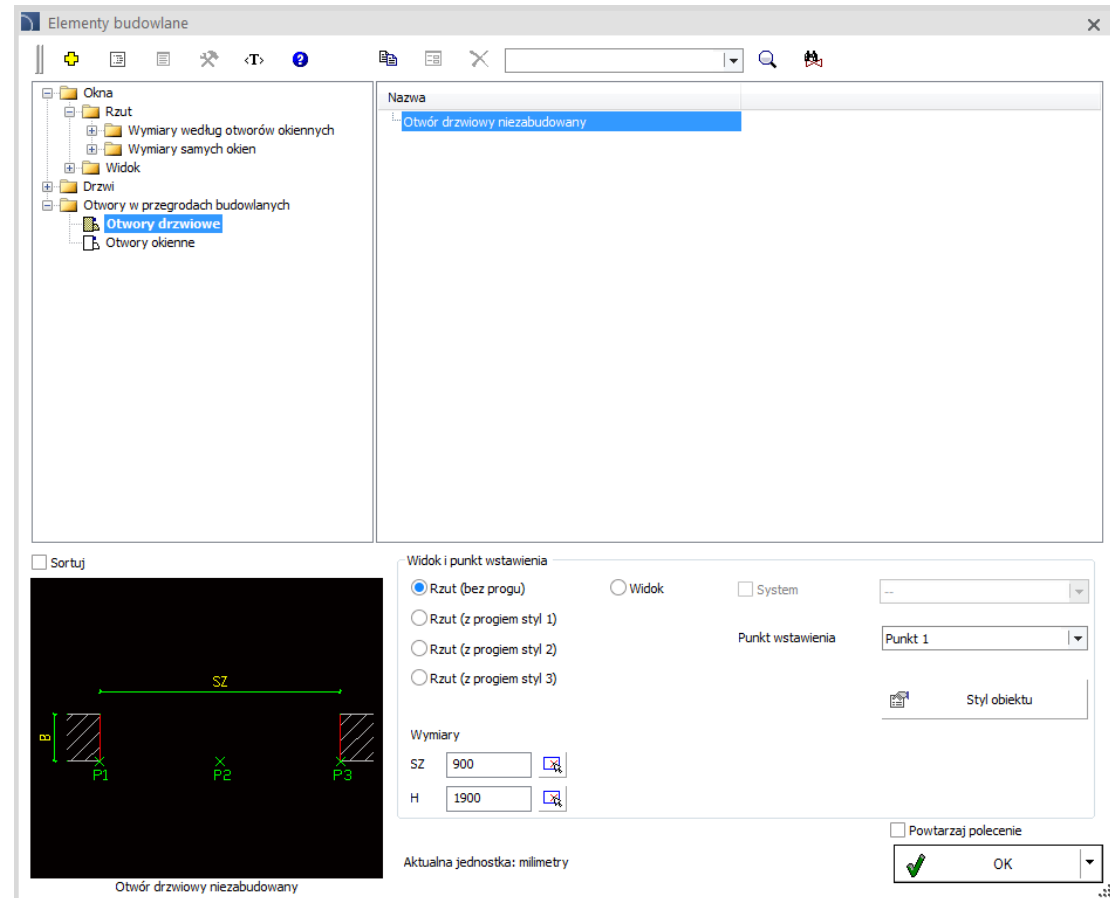 Elementy budowlane
<T>
Okna
Rzut
Wymiary według otworów okiennych
Wymiary samych okien
Widok
Drzwi
Otwory w przegrodach budowlanych
Otwory drzwiowe
Otwory okienne
Nazwa
Otwór drzwiowy niezabudowany
Sortuj
SZ
B
P1
P2
P3
Otwór drzwiowy niezabudowany
Widok i punkt wstawienia
Rzut (bez progu)
Widok
System
--
Rzut (z progiem styl 1)
Rzut (z progiem styl 2)
Punkt wstawienia
Punkt 1
Rzut (z progiem styl 3)
Styl obiektu
Wymiary
SZ
900
H
1900
Powtarzaj polecenie
Aktualna jednostka: milimetry
OK